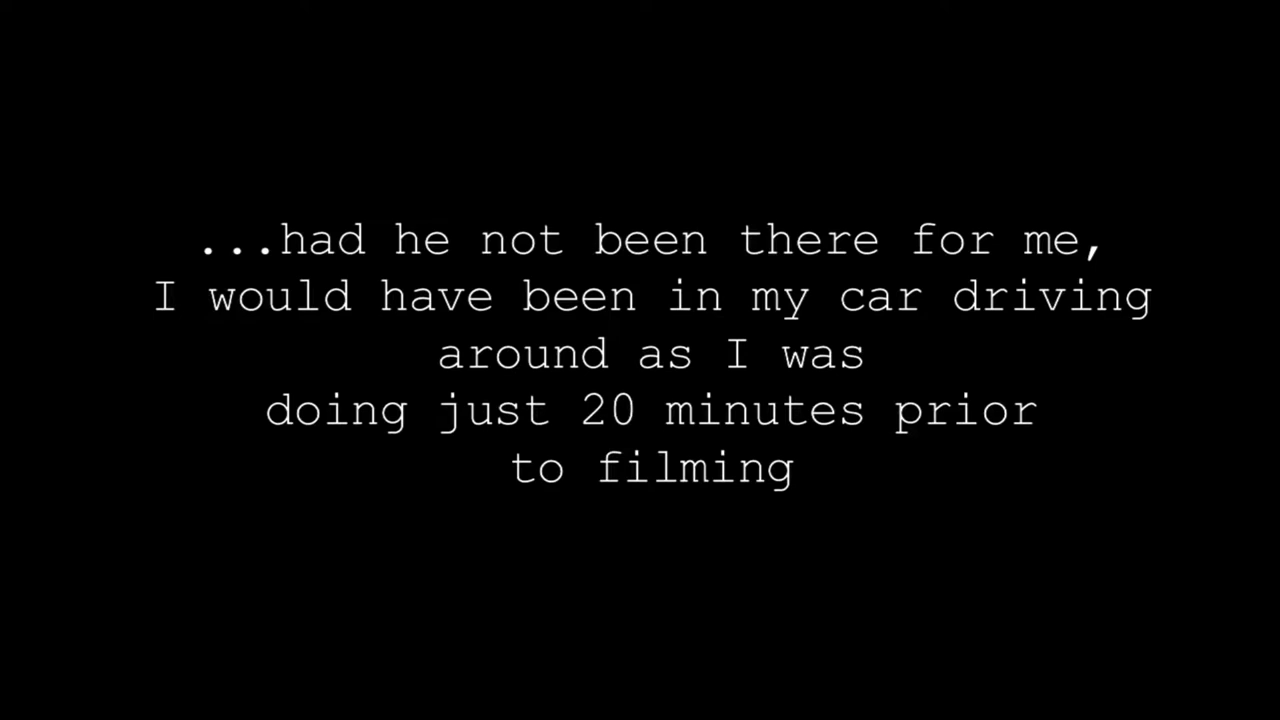 ...had he not been there for me,
I would have been in my car driving
around as I was
doing just 20 minutes prior
to filming